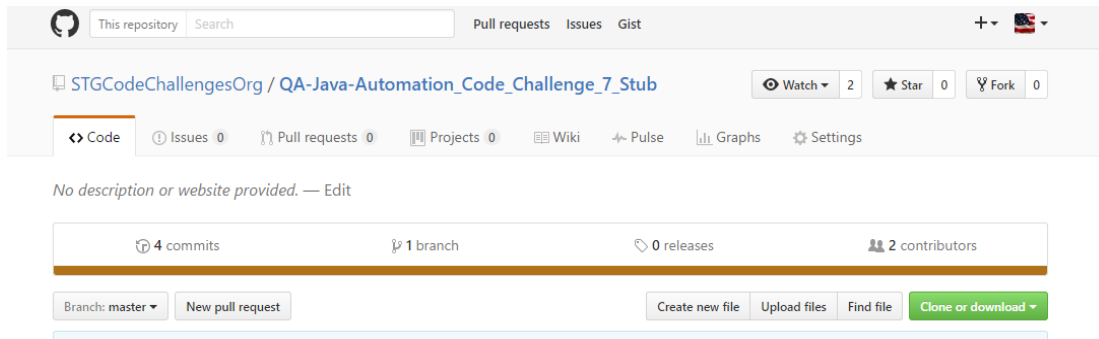 This repository Search Pull requests Issues Gist
STGCodeChallengesOrg / QA-Java-Automation_Code_Challenge_7_Stub Watch 2 Star 0 Fork 0
Code Issues 0 Pull requests 0 Projects 0 Wiki Pulse Graphs Settings
No description or website provided. — Edit
4 commits 1 branch 0 releases 2 contributors
Branch: master New pull request Create new file Upload files Find file Clone or download